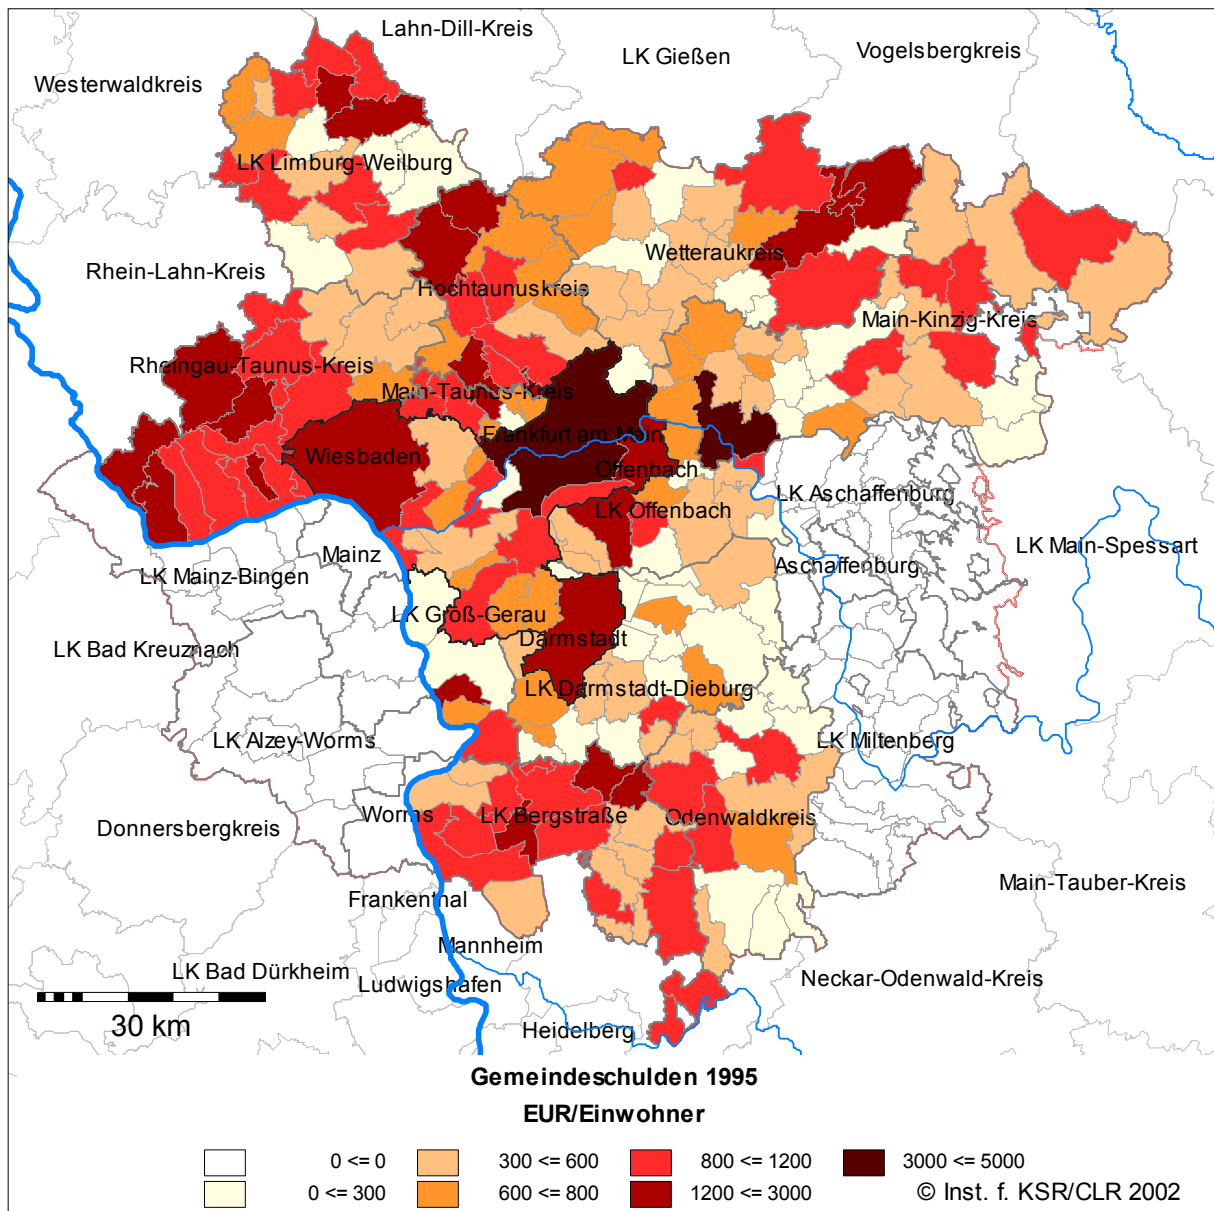 Lahn-Dill-Kreis
Vogelsbergkreis
LK Gießen
Westerwaldkreis
LK Limburg-Weilburg
Wetteraukreis
Rhein-Lahn-Kreis
Hochtaunuskreis
Main-Kinzig-Kreis
Rheingau-Taunus-Kreis
Main-Taunus-Kreis
Frankfurt am Main
Wiesbaden
Offenbach
LK Aschaffenburg
LK Offenbach
LK Main-Spessart
Mainz
Aschaffenburg
LK Mainz-Bingen
LK Groß-Gerau
Darmstadt
LK Bad Kreuznach
LK Darmstadt-Dieburg
LK Alzey-Worms
LK Miltenberg
Worms
LK Bergstraße
Odenwaldkreis
Donnersbergkreis
Main-Tauber-Kreis
Frankenthal
Mannheim
LK Bad Dürkheim
Neckar-Odenwald-Kreis
Ludwigshafen
30 km
Heidelberg
Gemeindeschulden 1995
EUR/Einwohner
0 <= 0
300 <= 600
800 <= 1200
3000 <= 5000
0 <= 300
600 <= 800
1200 <= 3000
© Inst. f. KSR/CLR 2002